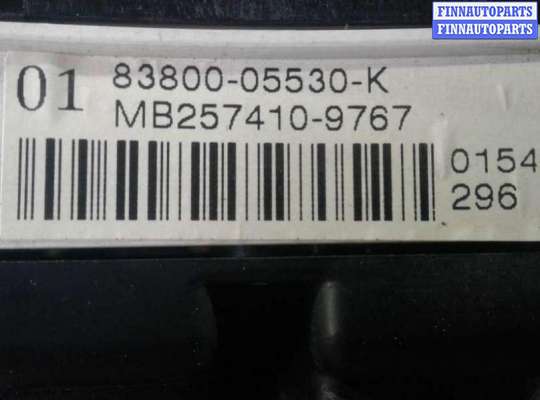 FINNAUTOPARTS
FINNAUTOPARTS
01
83800-05530-K
MB257410-9767
0154
296